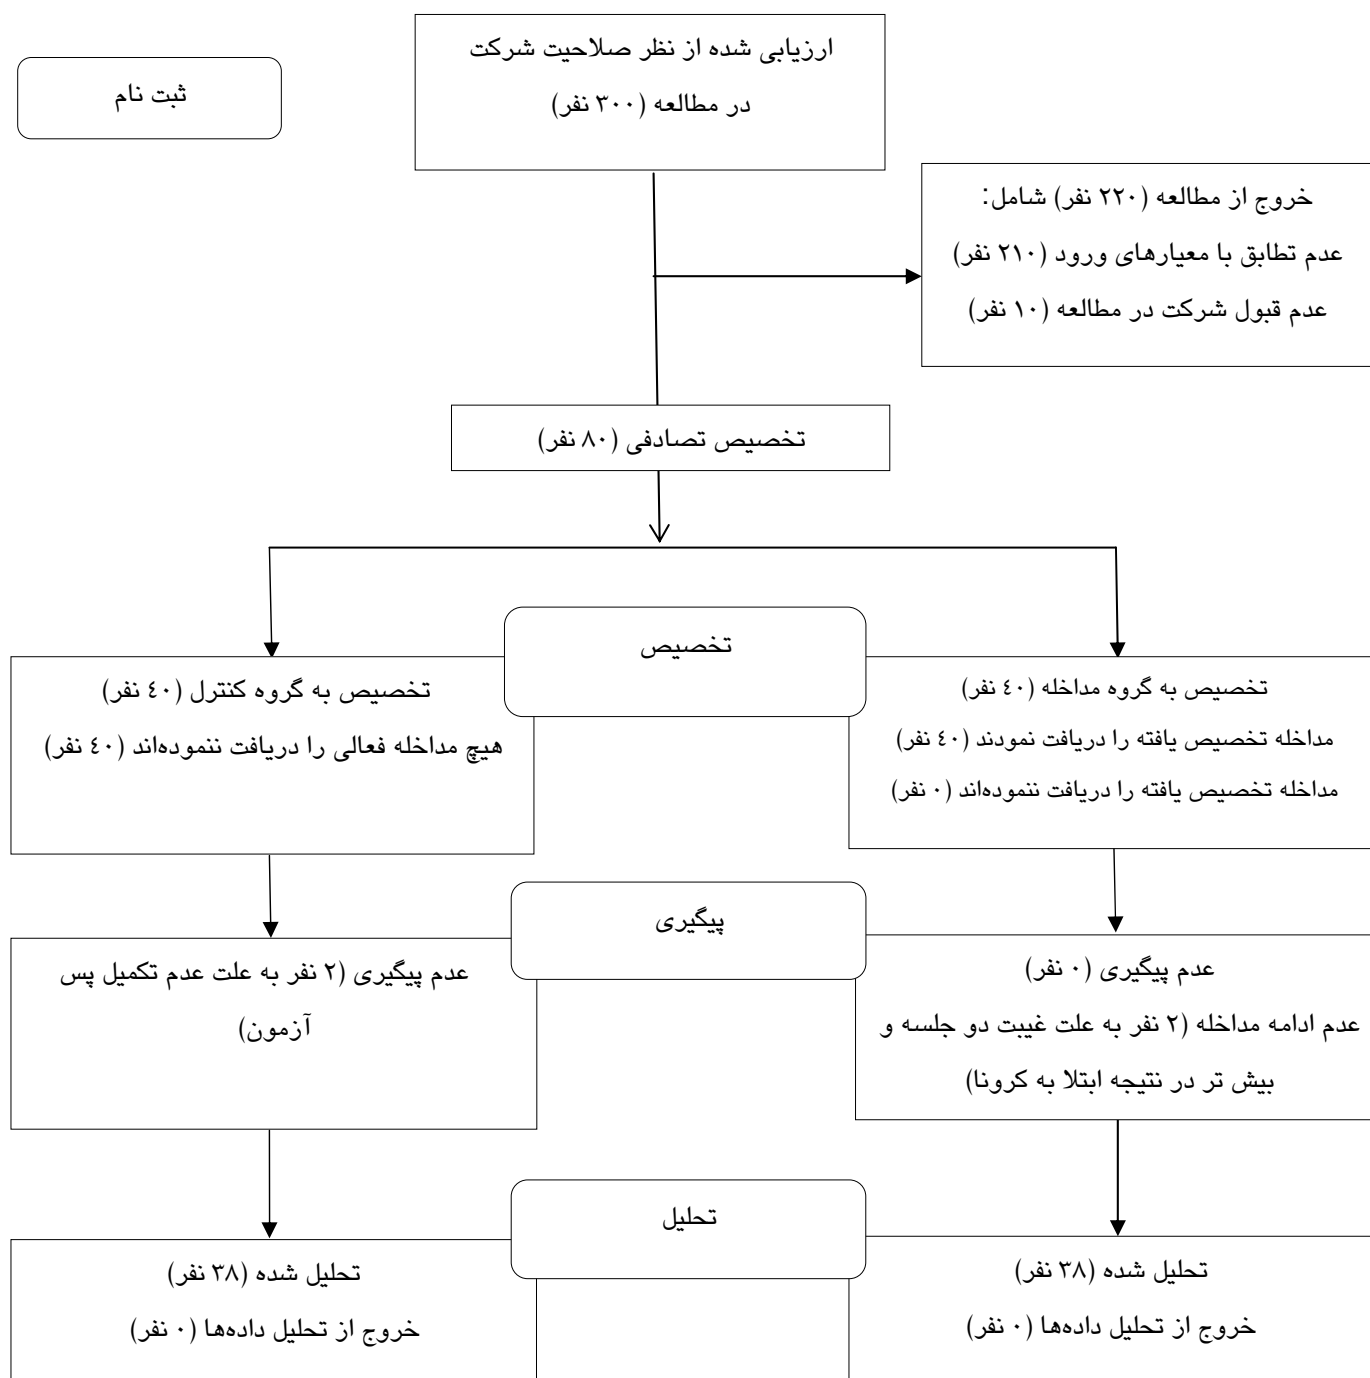 ثبت نام
ارزیابی شده از نظر صلاحیت شرکت
در مطالعه (۳۰۰ نفر)
خروج از مطالعه (۲۲۰ نفر) شامل:
عدم تطابق با معیارهای ورود (۲۱۰ نفر)
عدم قبول شرکت در مطالعه (۱۰ نفر)
تخصیص تصادفی (۸۰ نفر)
تخصیص
تخصیص به گروه مداخله (٤۰ نفر)
مداخله تخصیص یافته را دریافت نمودند (٤۰ نفر)
مداخله تخصیص یافته را دریافت ننموده‌اند (۰ نفر)
تخصیص به گروه کنترل (٤۰ نفر)
هیچ مداخله فعالی را دریافت ننموده‌اند (٤۰ نفر)
پیگیری
عدم پیگیری (۰ نفر)
عدم ادامه مداخله (۲ نفر به علت غیبت دو جلسه و
بیش تر در نتیجه ابتلا به کرونا)
عدم پیگیری (۲ نفر به علت عدم تکمیل پس
آزمون)
تحلیل
تحلیل شده (۳۸ نفر)
خروج از تحلیل داده‌ها (۰ نفر)
تحلیل شده (۳۸ نفر)
خروج از تحلیل داده‌ها (۰ نفر)